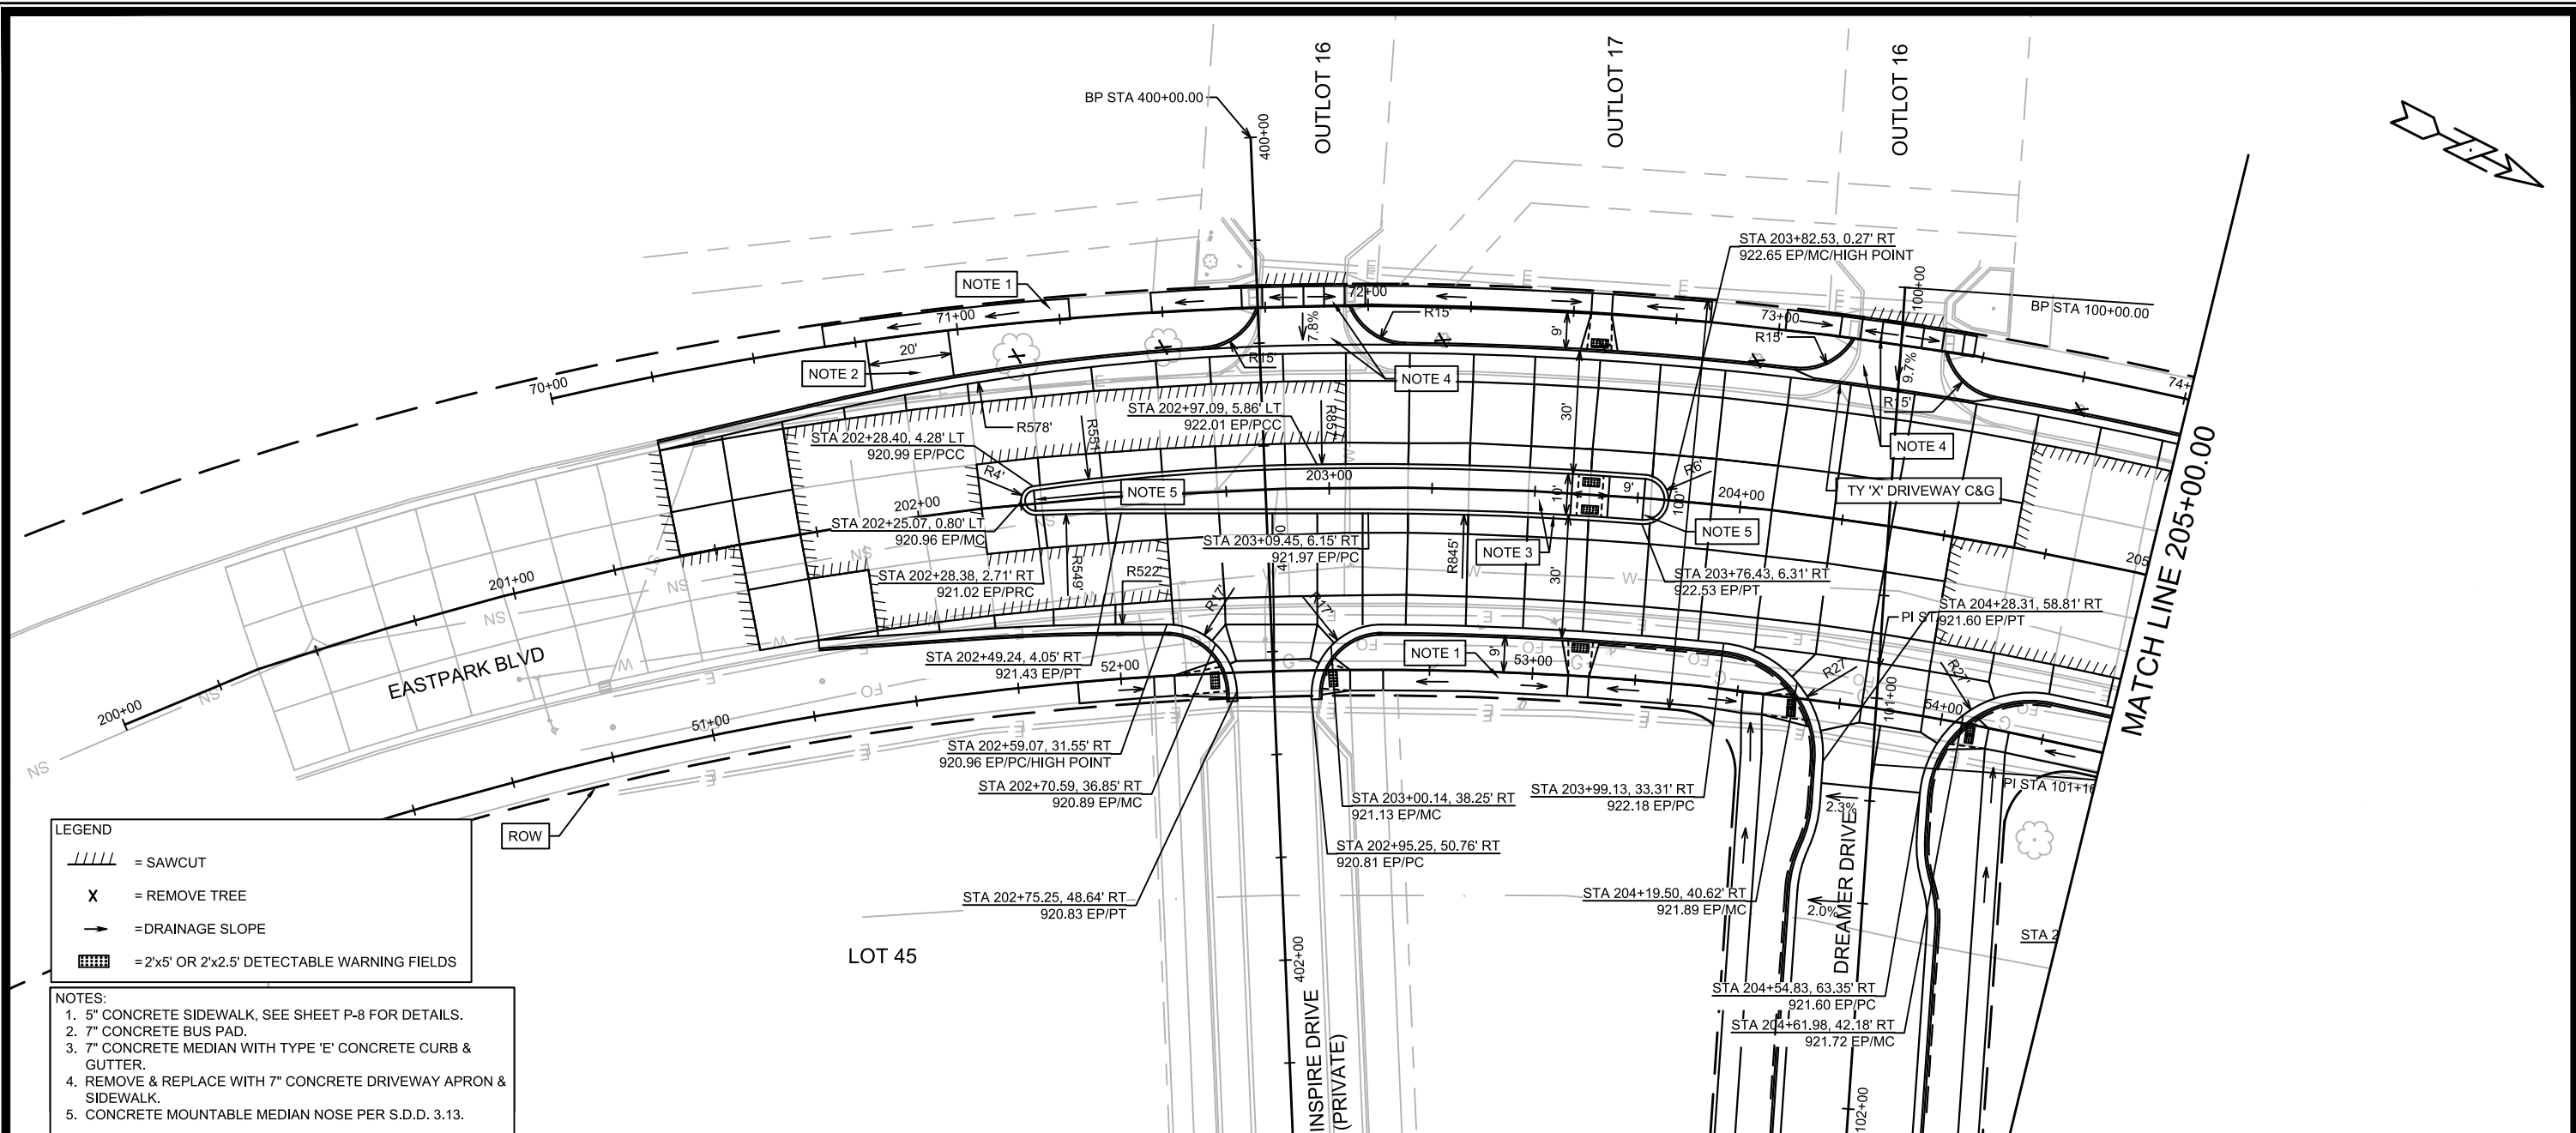 OUTLOT 16
OUTLOT 17
OUTLOT 16
BP STA 400+00.00
400+00
STA 203+82.53, 0.27' RT
922.65 EP/MC/HIGH POINT
NOTE 1
100+00
BP STA 100.00
71+00
72+00
73+00
74+
70+00
20'
NOTE 2
7.8%
R15'
R15'
9'
R15'
9.7%
R15'
NOTE 4
NOTE 4
STA 202+97.09, 5.86' LT
922.01 EP/PCC
R578'
R551'
R857'
30'
STA 202+28.40, 4.28' LT
920.99 EP/PCC
R4'
R6'
203+00
NOTE 5
202+00
10'
9'
100'
204+00
TY 'X' DRIVEWAY C&G
STA 202+25.07, 0.80' LT
920.96 EP/MC
STA 203+09.45, 6.15' RT
921.97 EP/PC
R845'
NOTE 3
NOTE 5
205
MATCH LINE 205+00.00
STA 202+28.38, 2.71' RT
921.02 EP/PRC
R549'
R522'
30'
STA 203+76.43, 6.31' RT
922.53 EP/PT
201+00
R17'
R17'
STA 204+28.31, 58.81' RT
921.60 EP/PT
PI ST
EASTPARK BLVD
200+00
STA 202+49.24, 4.05' RT
921.43 EP/PT
52+00
NOTE 1
9'
53+00
R27'
R27'
101+00
54+00
51+00
STA 202+59.07, 31.55' RT
920.96 EP/PC/HIGH POINT
STA 202+70.59, 36.85' RT
920.89 EP/MC
STA 203+00.14, 38.25' RT
921.13 EP/MC
STA 203+99.13, 33.31' RT
922.18 EP/PC
PI STA 101+16
2.3%
ROW
STA 202+95.25, 50.76' RT
920.81 EP/PC
STA 202+75.25, 48.64' RT
920.83 EP/PT
STA 204+19.50, 40.62' RT
921.89 EP/MC
2.0%
DREAMER DRIVE
STA 2
LOT 45
402+00
INSPIRE DRIVE
(PRIVATE)
STA 204+54.83, 63.35' RT
921.60 EP/PC
STA 204+61.98, 42.18' RT
921.72 EP/MC
102+00
LEGEND
= SAWCUT
X = REMOVE TREE
= DRAINAGE SLOPE
= 2'x5' OR 2'x2.5' DETECTABLE WARNING FIELDS
NOTES:
1. 5" CONCRETE SIDEWALK, SEE SHEET P-8 FOR DETAILS.
2. 7" CONCRETE BUS PAD.
3. 7" CONCRETE MEDIAN WITH TYPE 'E' CONCRETE CURB &
GUTTER.
4. REMOVE & REPLACE WITH 7" CONCRETE DRIVEWAY APRON &
SIDEWALK.
5. CONCRETE MOUNTABLE MEDIAN NOSE PER S.D.D. 3.13.